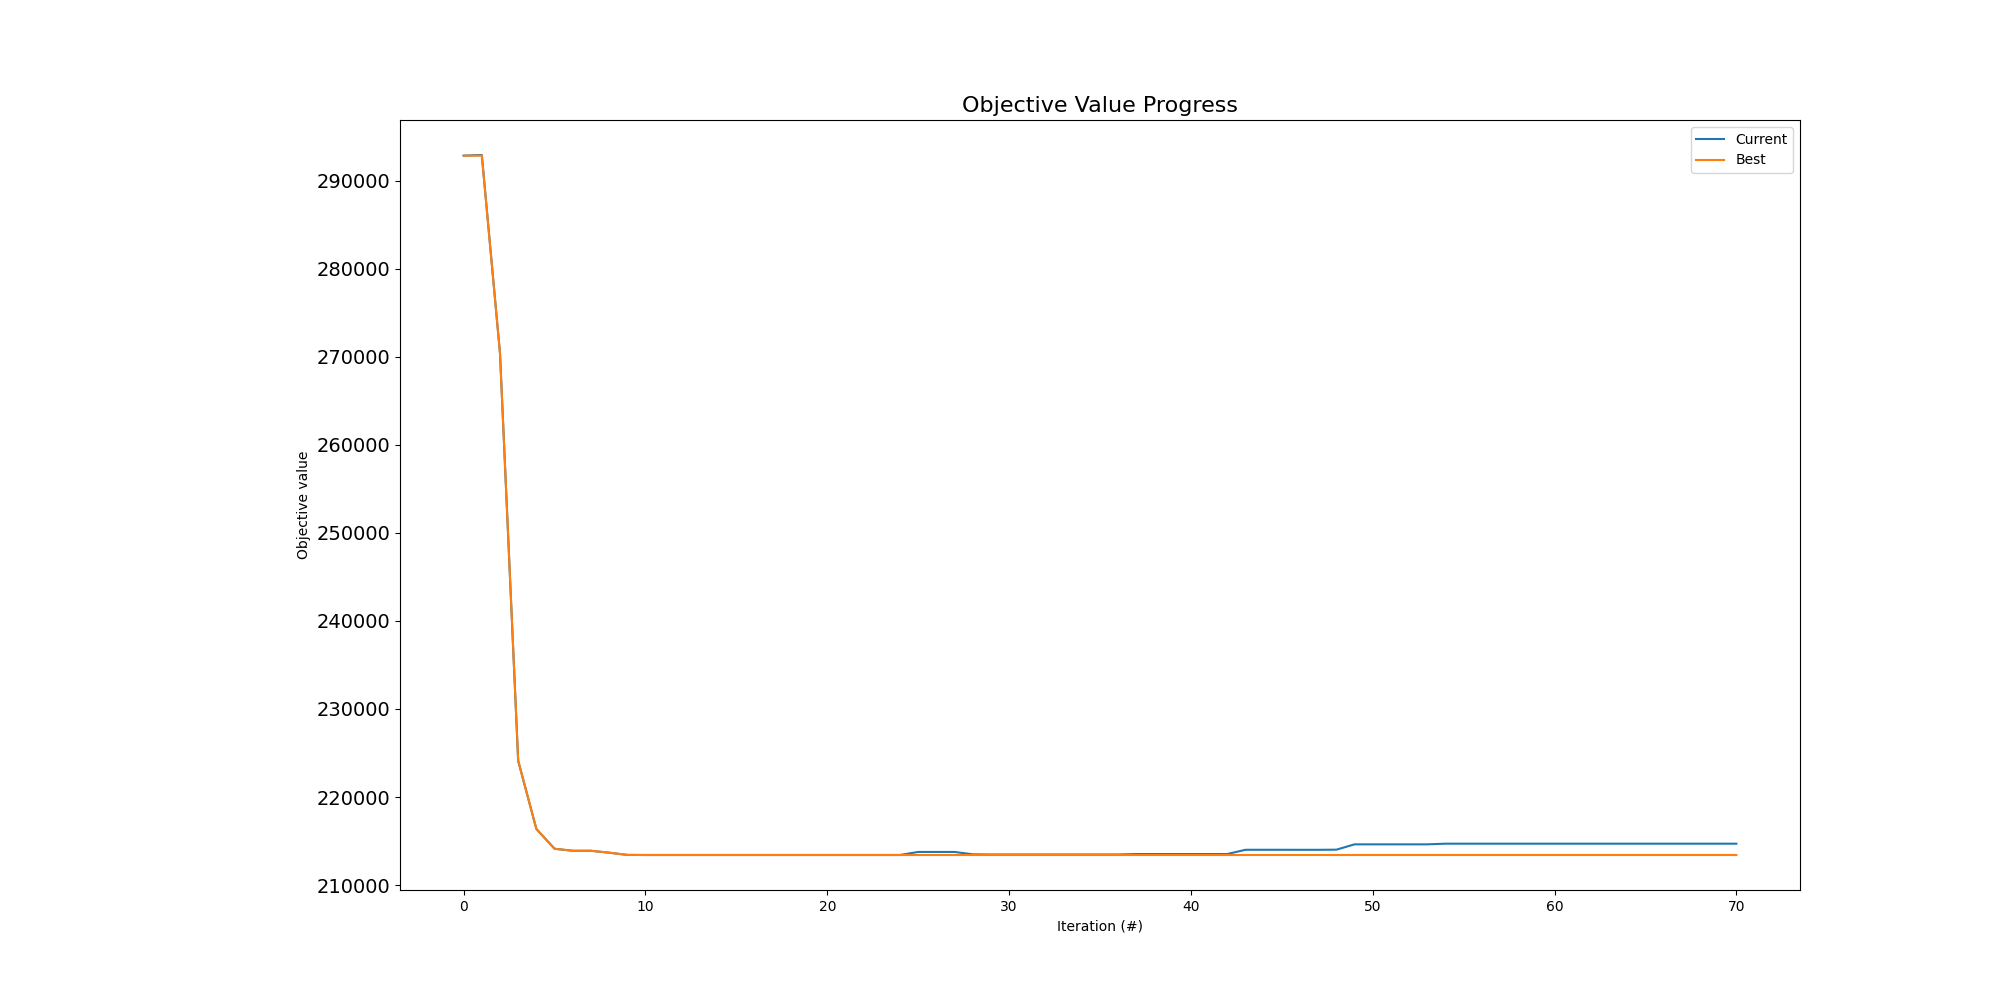 Objective Value Progress
Current
Best
290000
280000
270000
260000
250000
240000
230000
220000
210000
Objective value
0 10 20 30 40 50 60 70
Iteration (#)